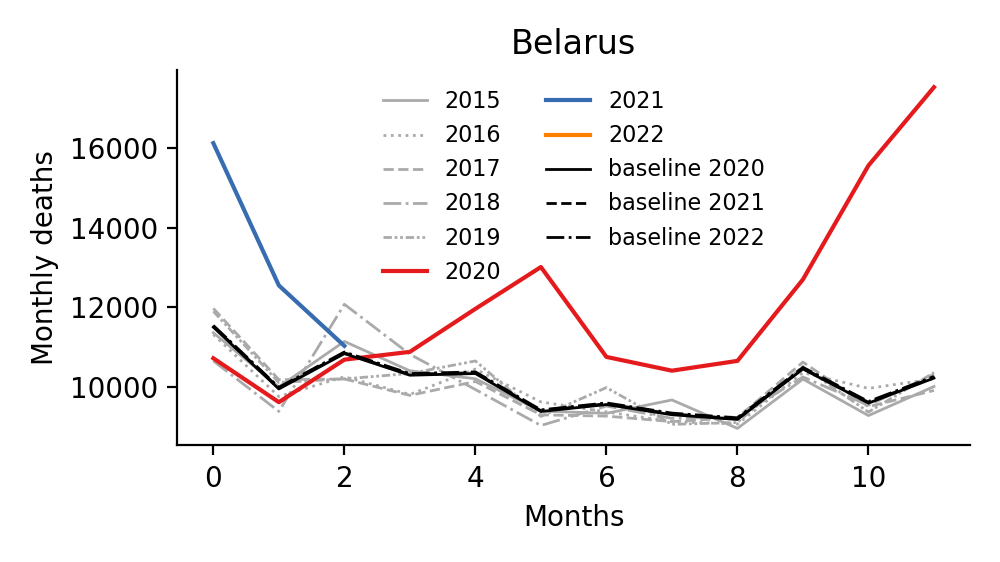 Belarus
Monthly deaths
16000
14000
12000
10000
2015
2016
2017
2018
2019
2020
2021
2022
baseline 2020
baseline 2021
baseline 2022
0 2 4 6 8 10
Months